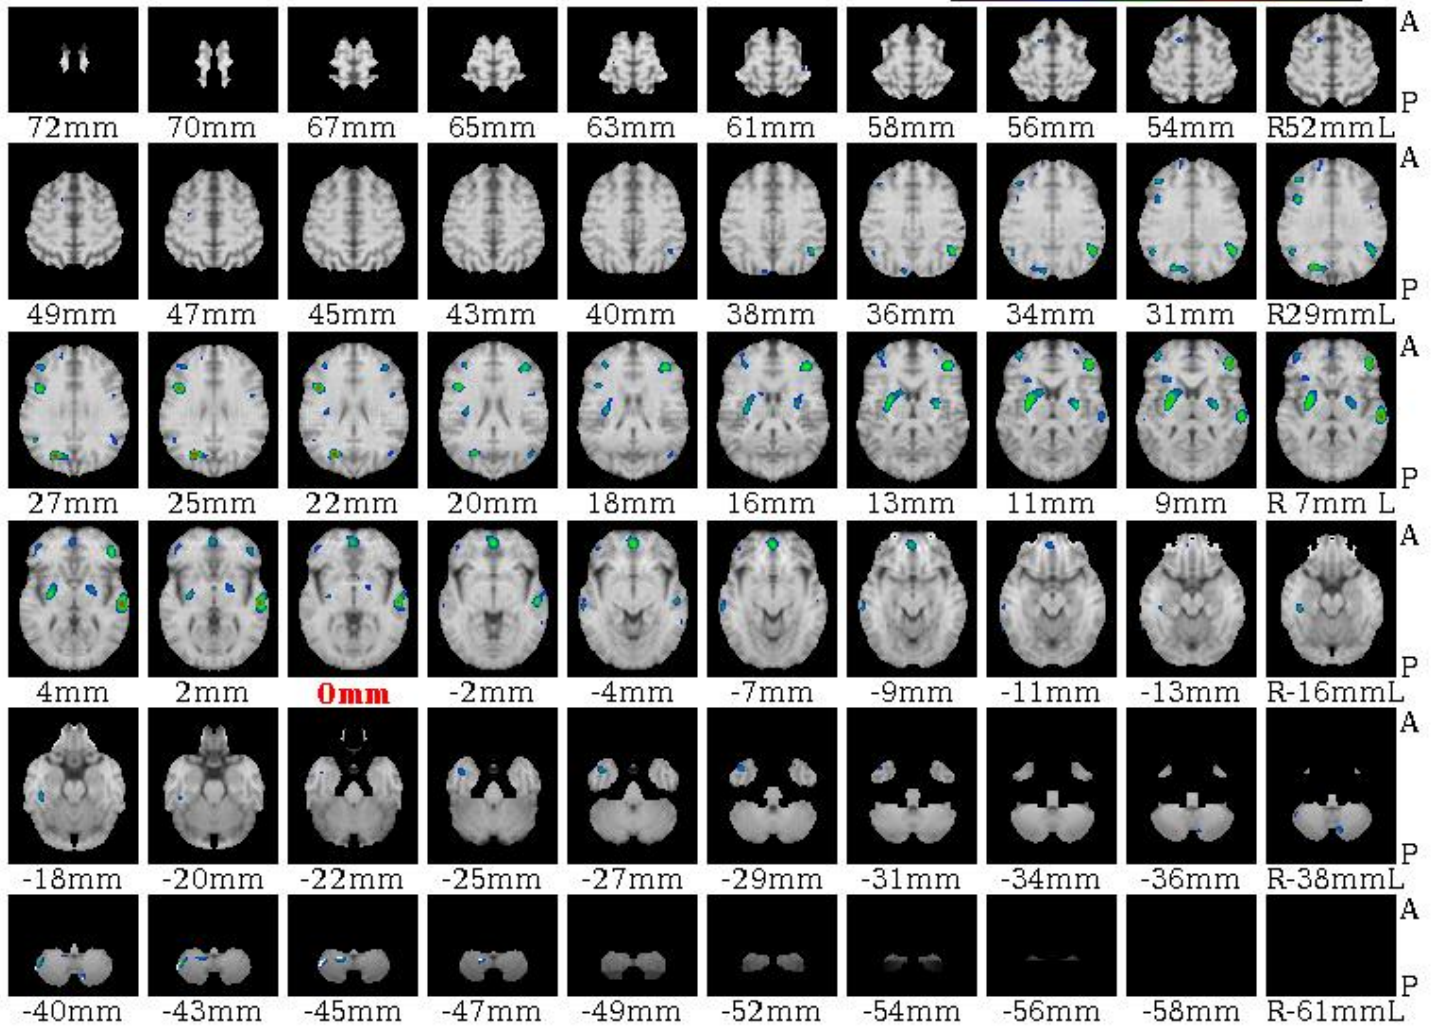 A
P
72mm 70mm 67mm 65mm 63mm 61mm 58mm 56mm 54mm R52mmL
A
P
49mm 47mm 45mm 43mm 40mm 38mm 36mm 34mm 31mm R29mmL
A
P
27mm 25mm 22mm 20mm 18mm 16mm 13mm 11mm 9mm R 7mm L
A
P
4mm 2mm 0mm -2mm -4mm -7mm -9mm -11mm -13mm R-16mmL
A
P
-18mm -20mm -22mm -25mm -27mm -29mm -31mm -34mm -36mm R-38mmL
A
P
-40mm -43mm -45mm -47mm -49mm -52mm -54mm -56mm -58mm R-61mmL